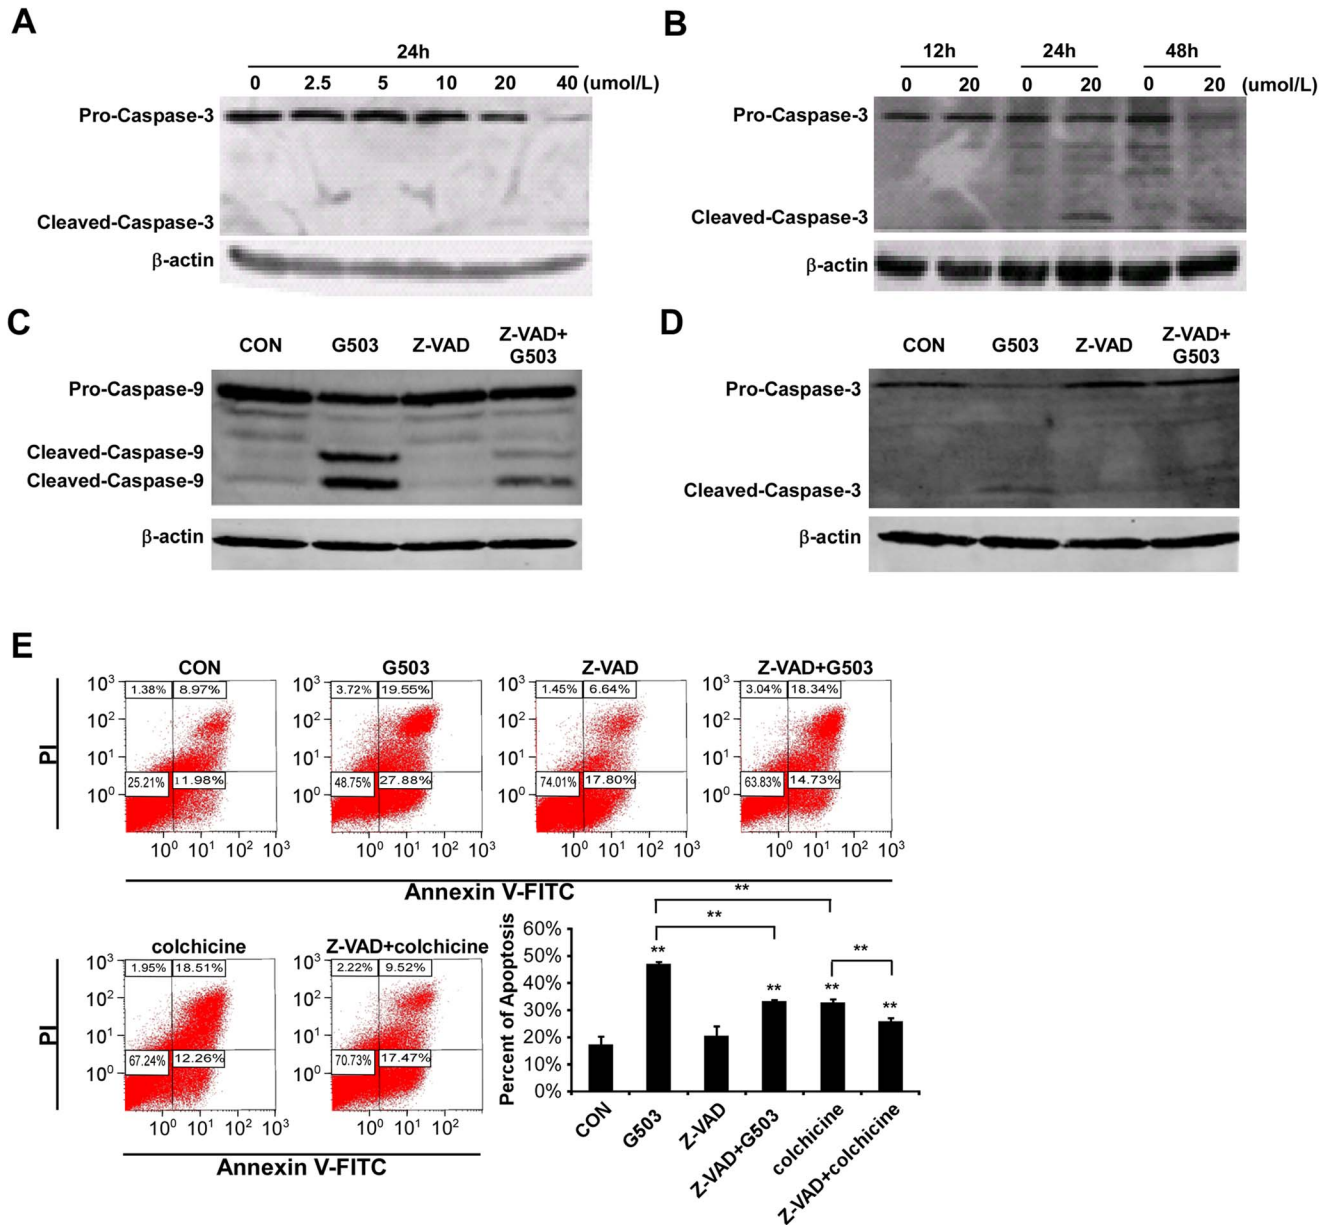 A
24h
0 2.5 5 10 20 40 (umol/L)
Pro-Caspase-3
Cleaved-Caspase-3
β-actin
B
12h 24h 48h
0 20 0 20 0 20 (umol/L)
Pro-Caspase-3
Cleaved-Caspase-3
β-actin
C
CON G503 Z-VAD Z-VAD+
G503
Pro-Caspase-9
Cleaved-Caspase-9
Cleaved-Caspase-9
β-actin
D
CON G503 Z-VAD Z-VAD+
G503
Pro-Caspase-3
Cleaved-Caspase-3
β-actin
E
CON
PI
10³
10²
10¹
10⁰
1.38% 8.97%
25.21% 11.98%
10⁰ 10¹ 10² 10³
G503
10³
10²
10¹
10⁰
3.72% 19.55%
48.75% 27.88%
10⁰ 10¹ 10² 10³
Z-VAD
10³
10²
10¹
10⁰
1.45% 6.64%
74.01% 17.80%
10⁰ 10¹ 10² 10³
Z-VAD+G503
10³
10²
10¹
10⁰
3.04% 18.34%
63.83% 14.73%
10⁰ 10¹ 10² 10³
Annexin V-FITC
colchicine
PI
10³
10²
10¹
10⁰
1.95% 18.51%
67.24% 12.26%
10⁰ 10¹ 10² 10³
Z-VAD+colchicine
10³
10²
10¹
10⁰
2.22% 9.52%
70.73% 17.47%
10⁰ 10¹ 10²
Annexin V-FITC
Percent of Apoptosis
60%
50%
40%
30%
20%
10%
0%
**
**
**
**
**
**
**
CON
G503
Z-VAD
Z-VAD+G503
colchicine
Z-VAD+colchicine